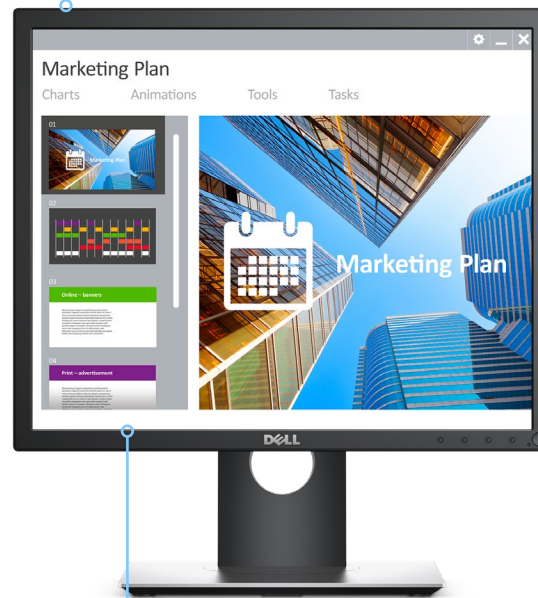 Marketing Plan
Charts Animations Tools Tasks
01
Marketing Plan
02
03
Online – banners
04
Print – advertisement
Marketing Plan
DELL